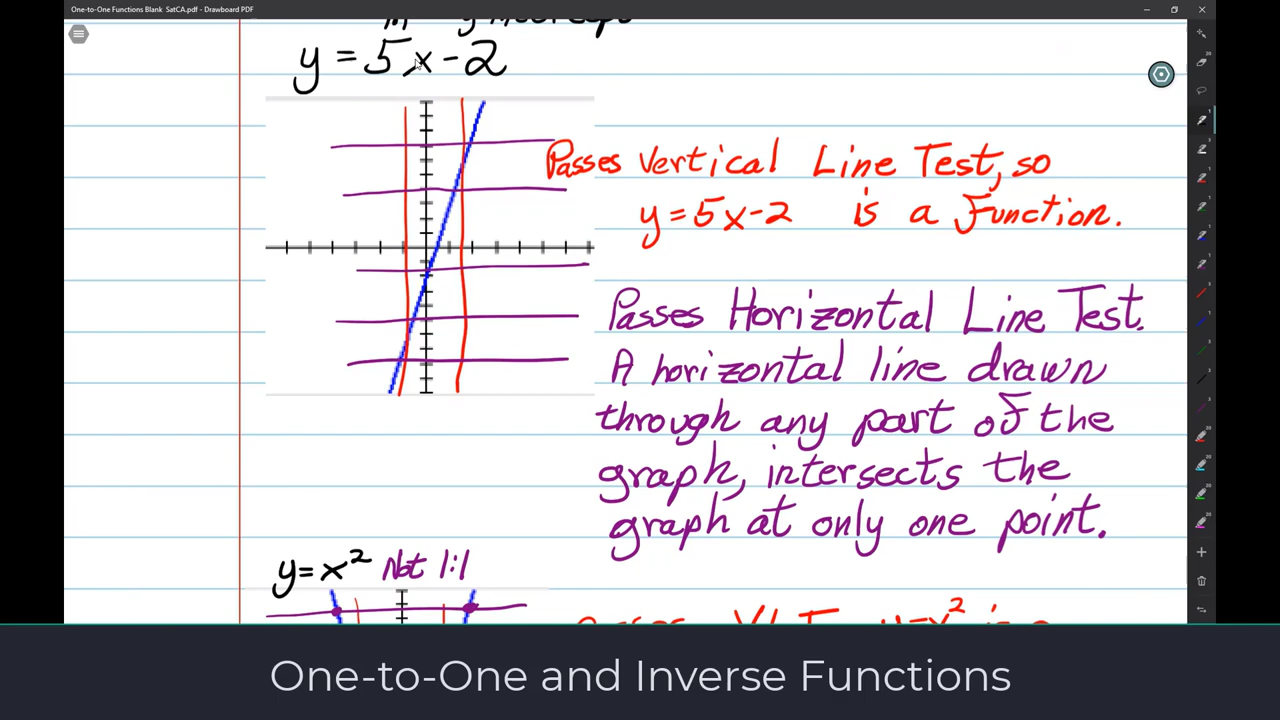 One-to-One Functions Blank SatCA.pdf - Drawboard PDF
y = 5x-2
Passes Vertical Line Test, so
y = 5x-2 is a Function.
Passes Horizontal Line Test.
A horizontal line drawn
through any part of the
graph, intersects the
graph at only one point.
y = x² Not 1:1
One-to-One and Inverse Functions